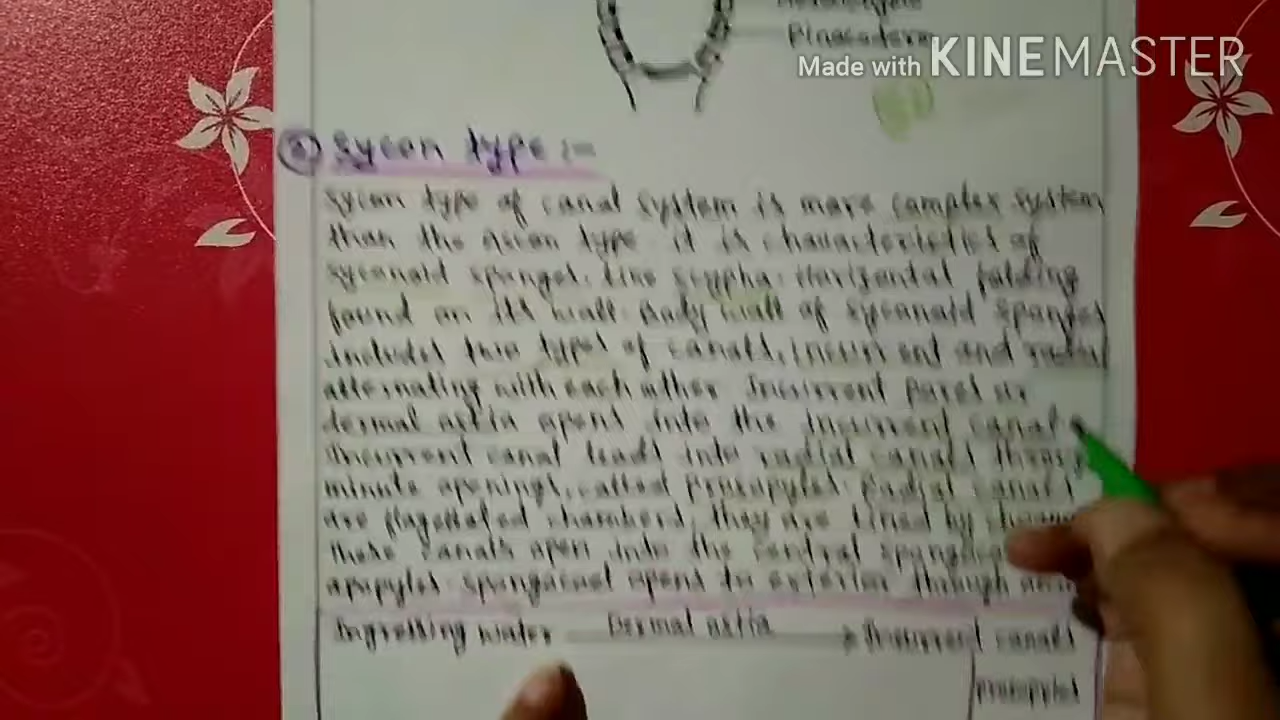 Pinacoderm
Made with KINEMASTER
② Sycon type :-
Sycon type of canal system is more complex system
than the ascon type. it is characteristics of
syconoid sponges. like scypha. Horizontal folding
found on its wall. Body wall of syconoid sponges
includes two types of canals, incurrent and radial
alternating with each other. Incurrent pores or
dermal ostia opens into the incurrent canals
Incurrent canal leads into radial canals
minute openings, called prosopyles. Radial canals
are flagellated chambers, they are lined by
these canals open into the central
apopyles. spongocoel opens to exterior through
Ingressing water Dermal ostia Incurrent canals
prosopyles